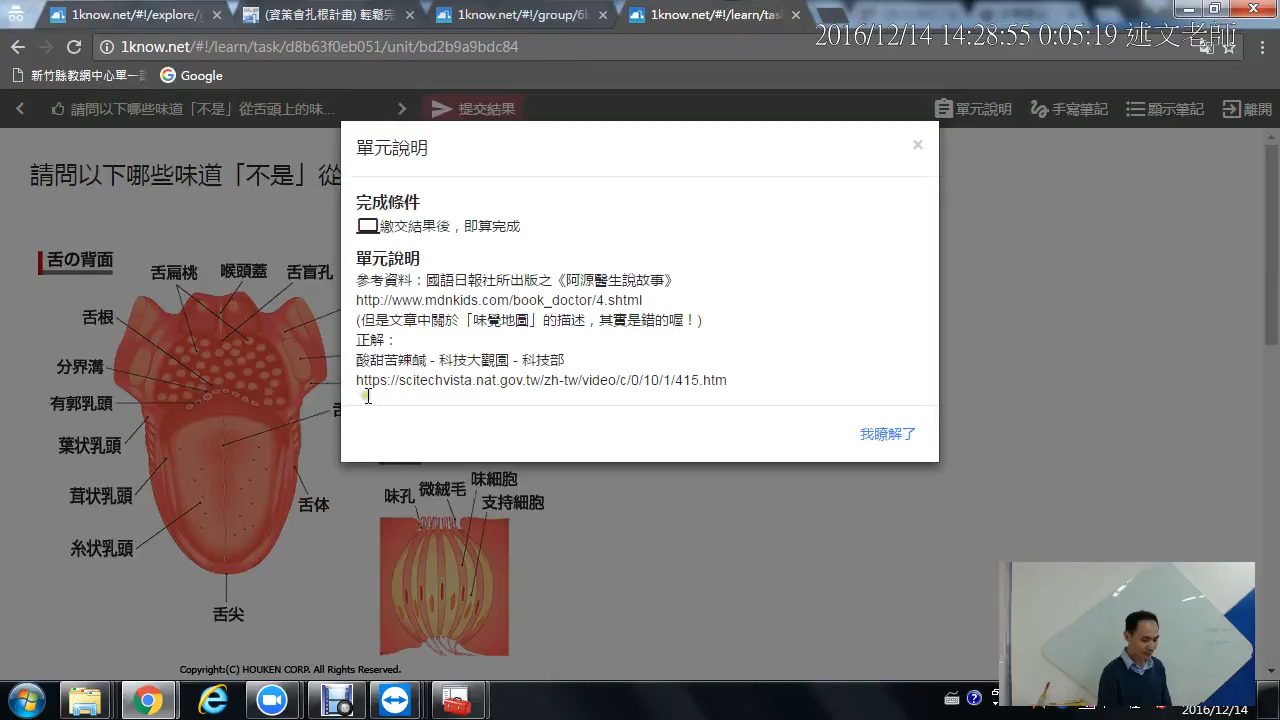 1know.net/#!/explore/g
(資策會扎根計畫) 輕鬆完
1know.net/#!/group/6l
1know.net/#!/learn/tas
2016/12/14 14:28:55 0:05:19 述文老師
1know.net/#!/learn/task/d8b63f0eb051/unit/bd2b9a9bdc84
新竹縣教網中心單一
Google
請問以下哪些味道「不是」從舌頭上的味...
提交結果
單元說明
手寫筆記
顯示筆記
離開
請問以下哪些味道「不是」從
單元說明
×
完成條件
繳交結果後，即算完成
單元說明
參考資料：國語日報社所出版之《阿源醫生說故事》
http://www.mdnkids.com/book_doctor/4.shtml
(但是文章中關於「味覺地圖」的描述，其實是錯的喔！)
正解：
酸甜苦辣鹹 - 科技大觀園 - 科技部
https://scitechvista.nat.gov.tw/zh-tw/video/c/0/10/1/415.htm
我瞭解了
舌の背面
舌扁桃
喉頭蓋
舌盲孔
舌根
分界溝
有郭乳頭
葉状乳頭
茸状乳頭
糸状乳頭
舌体
舌尖
味孔
微絨毛
味細胞
支持細胞
Copyright:(C) HOUKEN CORP. All Rights Reserved.
2016/12/14